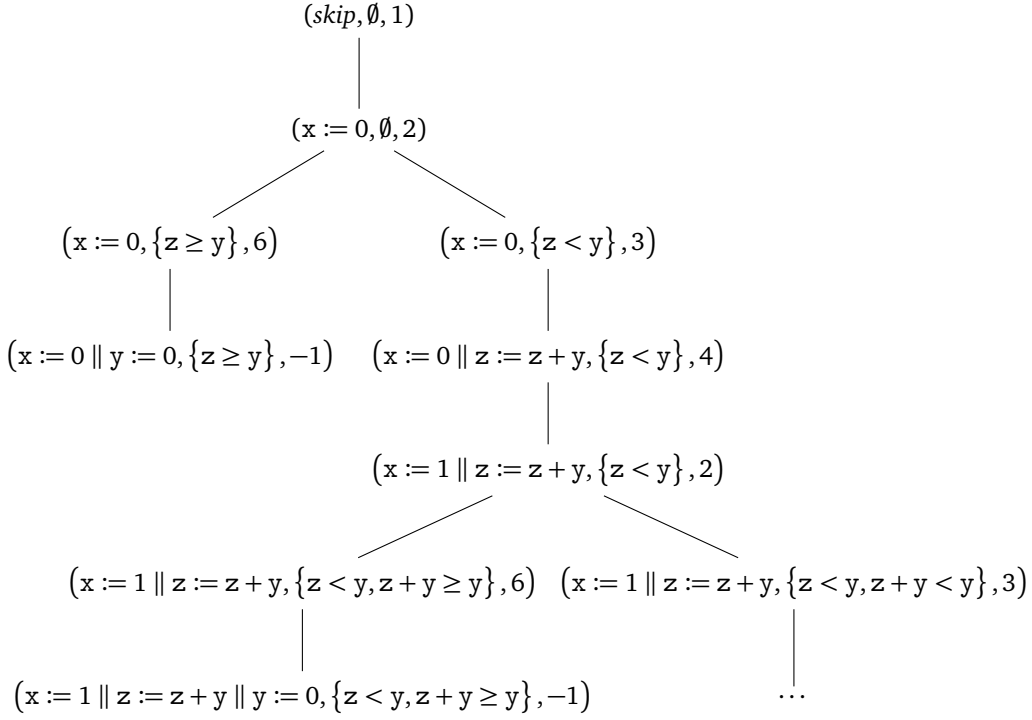 (skip, ∅, 1)
(x := 0, ∅, 2)
(x := 0, {z ≥ y}, 6) (x := 0, {z < y}, 3)
(x := 0 ∥ y := 0, {z ≥ y}, −1) (x := 0 ∥ z := z + y, {z < y}, 4)
(x := 1 ∥ z := z + y, {z < y}, 2)
(x := 1 ∥ z := z + y, {z < y, z + y ≥ y}, 6) (x := 1 ∥ z := z + y, {z < y, z + y < y}, 3)
(x := 1 ∥ z := z + y ∥ y := 0, {z < y, z + y ≥ y}, −1) ...